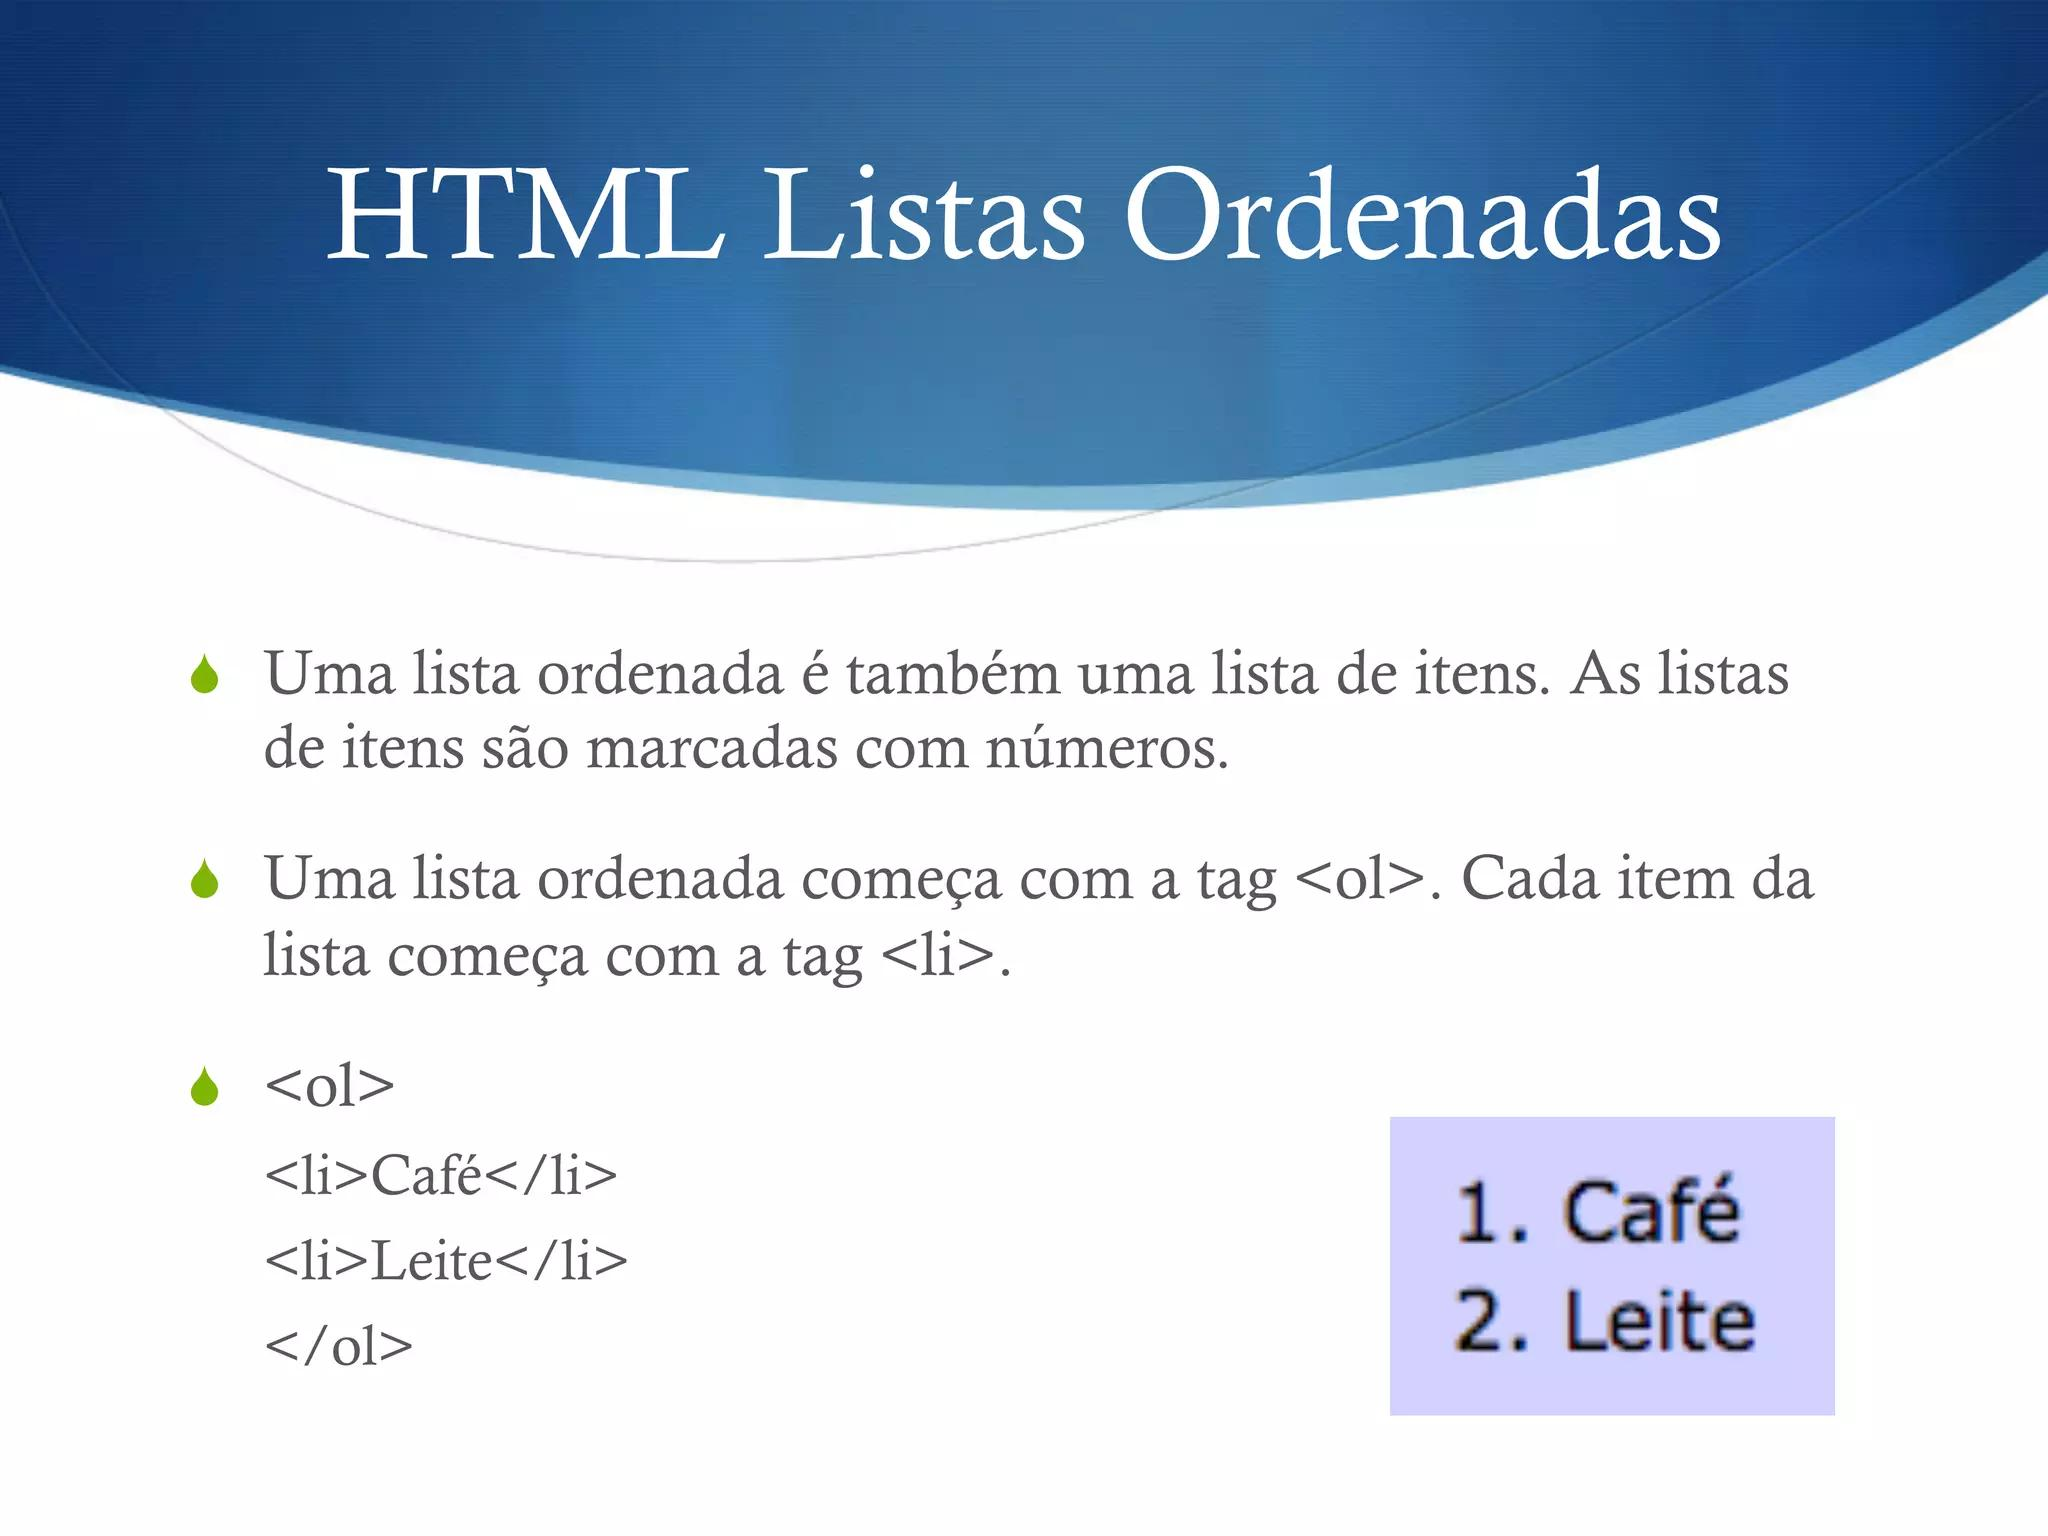 HTML Listas Ordenadas
Uma lista ordenada é também uma lista de itens. As listas
de itens são marcadas com números.
Uma lista ordenada começa com a tag <ol>. Cada item da
lista começa com a tag <li>.
<ol>
<li>Café</li>
<li>Leite</li>
</ol>
1. Café
2. Leite